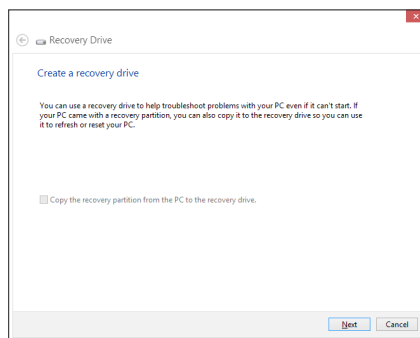 Recovery Drive
Create a recovery drive
You can use a recovery drive to help troubleshoot problems with your PC even if it can't start. If
your PC came with a recovery partition, you can also copy it to the recovery drive so you can use
it to refresh or reset your PC.
Copy the recovery partition from the PC to the recovery drive.
Next Cancel